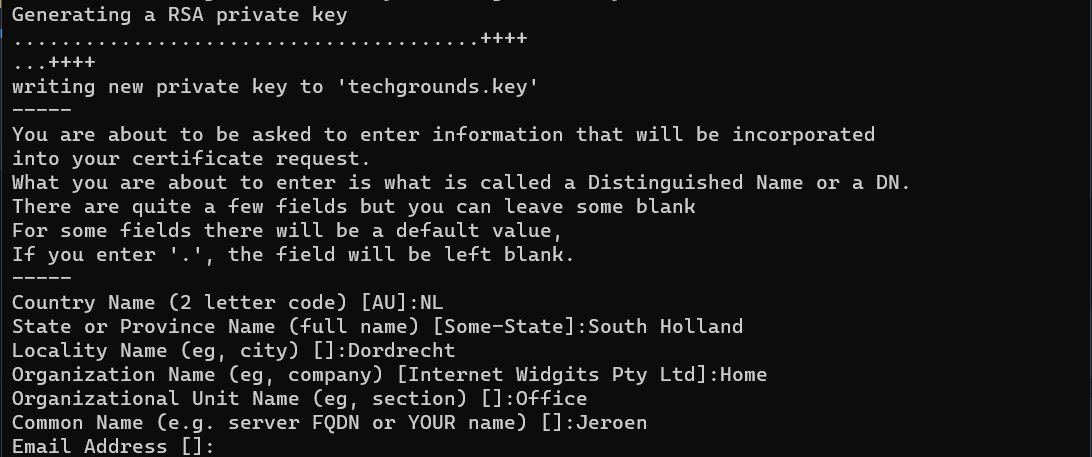 Generating a RSA private key
.......................................++++
...++++
writing new private key to 'techgrounds.key'
-----
You are about to be asked to enter information that will be incorporated
into your certificate request.
What you are about to enter is what is called a Distinguished Name or a DN.
There are quite a few fields but you can leave some blank
For some fields there will be a default value,
If you enter '.', the field will be left blank.
-----
Country Name (2 letter code) [AU]:NL
State or Province Name (full name) [Some-State]:South Holland
Locality Name (eg, city) []:Dordrecht
Organization Name (eg, company) [Internet Widgits Pty Ltd]:Home
Organizational Unit Name (eg, section) []:Office
Common Name (e.g. server FQDN or YOUR name) []:Jeroen
Email Address []: